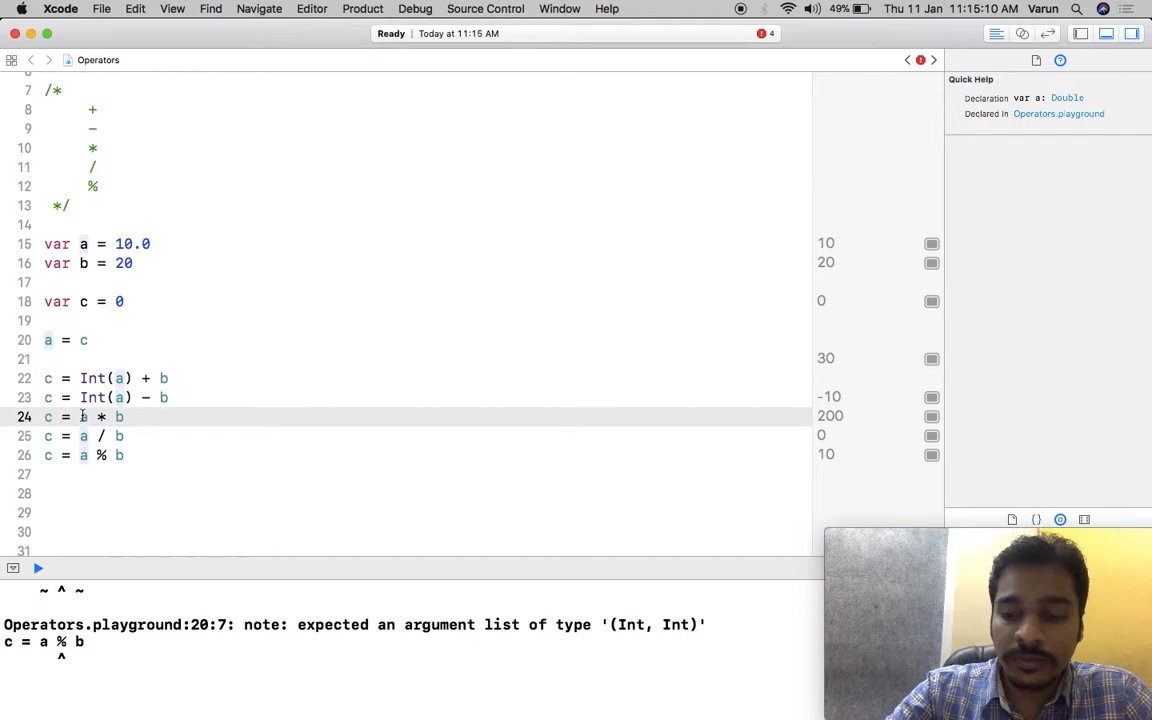 Xcode File Edit View Find Navigate Editor Product Debug Source Control Window Help 49% Thu 11 Jan 11:15:10 AM Varun
Ready Today at 11:15 AM 4
Operators
Quick Help
Declaration var a: Double
Declared In Operators.playground
7 /*
8 +
9 -
10 *
11 /
12 %
13 */
14
15 var a = 10.0 10
16 var b = 20 20
17
18 var c = 0 0
19
20 a = c
21
30
22 c = Int(a) + b
23 c = Int(a) - b -10
24 c = a * b 200
25 c = a / b 0
26 c = a % b 10
27
28
29
30
31
~ ^ ~
Operators.playground:20:7: note: expected an argument list of type '(Int, Int)'
c = a % b
^